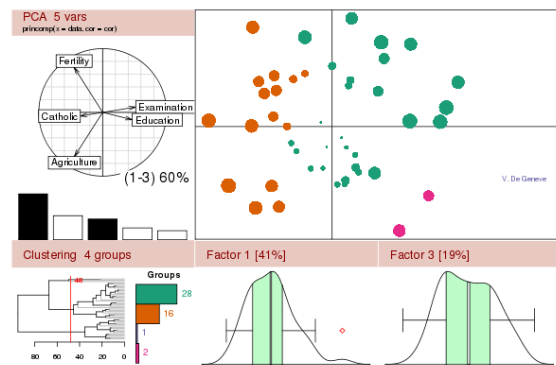 PCA 5 vars
princomp(x = data, cor = cor)
Fertility
Catholic
Examination
Education
Agriculture
(1-3) 60%
V. De Geneve
Clustering 4 groups
Factor 1 [41%]
Factor 3 [19%]
Groups
48
28
16
1
2
80 60 40 20 0